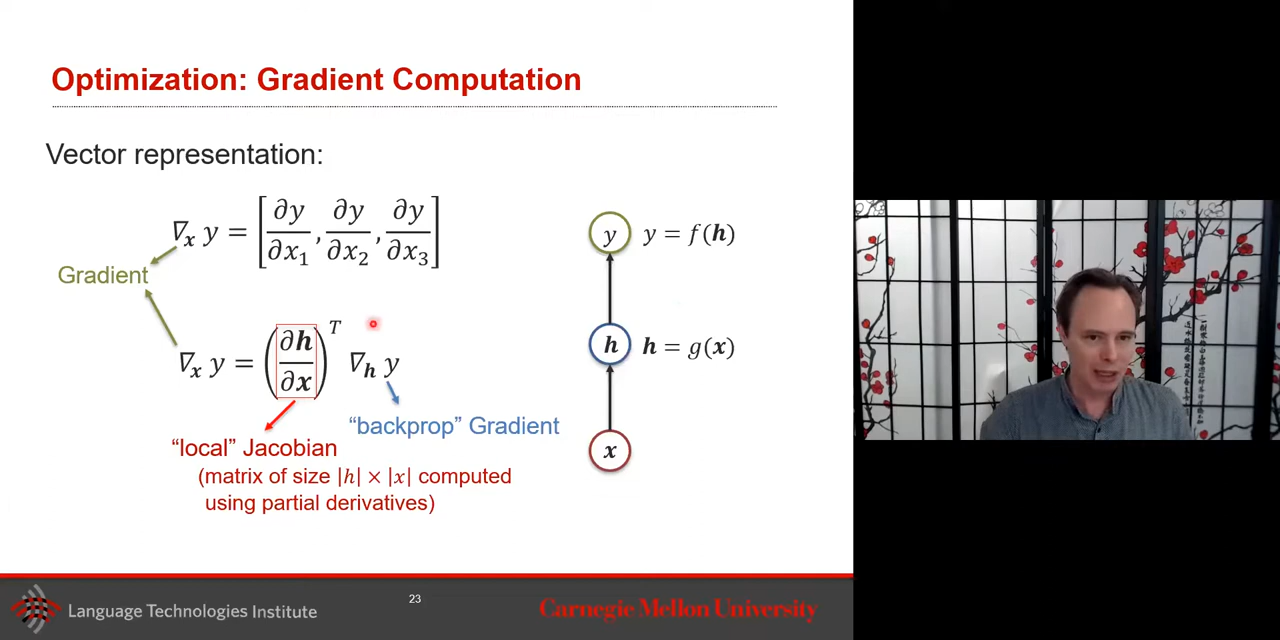 Optimization: Gradient Computation
Vector representation:
∇ₓ y = [∂y/∂x₁, ∂y/∂x₂, ∂y/∂x₃]
Gradient
∇ₓ y = (∂h/∂x)ᵀ ∇ₕ y
"backprop" Gradient
"local" Jacobian
(matrix of size |h| × |x| computed
using partial derivatives)
y y = f(h)
h h = g(x)
x
23
Language Technologies Institute
Carnegie Mellon University